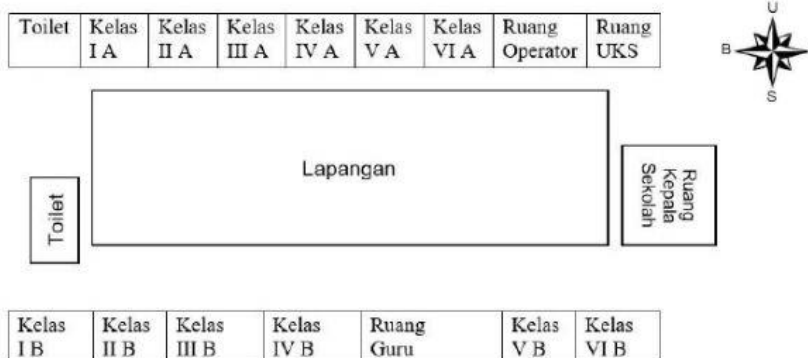 Toilet Kelas I A Kelas II A Kelas III A Kelas IV A Kelas V A Kelas VI A Ruang Operator Ruang UKS
U
B
S
Lapangan
Toilet
Ruang
Kepala
Sekolah
Kelas I B Kelas II B Kelas III B Kelas IV B Ruang Guru Kelas V B Kelas VI B